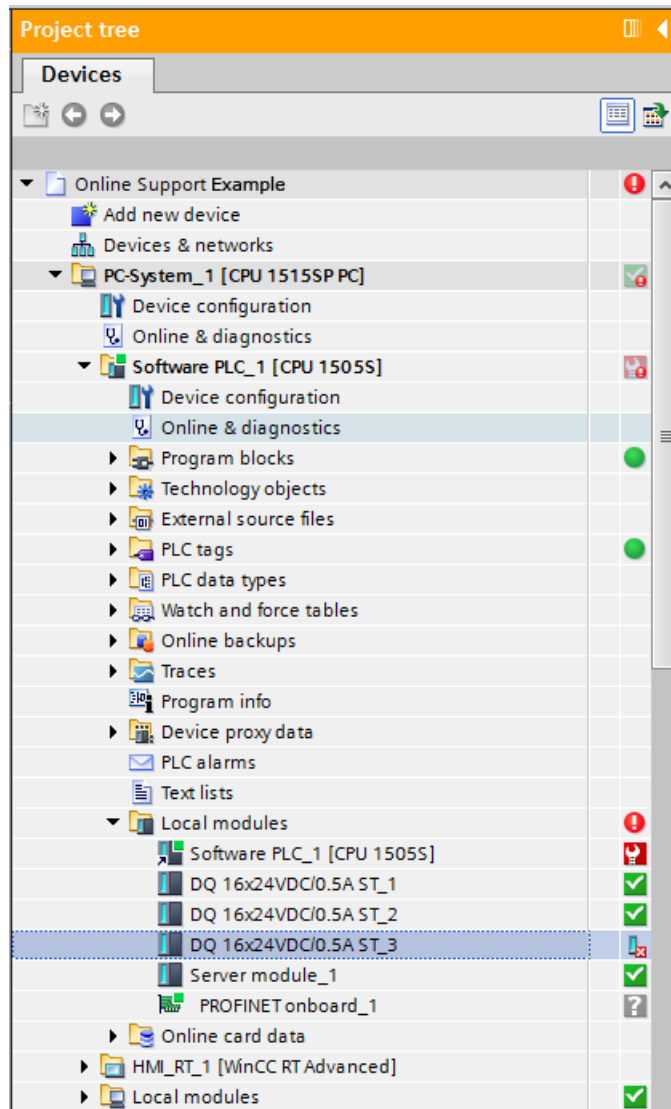 Project tree
Devices
Online Support Example
Add new device
Devices & networks
PC-System_1 [CPU 1515SP PC]
Device configuration
Online & diagnostics
Software PLC_1 [CPU 1505S]
Device configuration
Online & diagnostics
Program blocks
Technology objects
External source files
PLC tags
PLC data types
Watch and force tables
Online backups
Traces
Program info
Device proxy data
PLC alarms
Text lists
Local modules
Software PLC_1 [CPU 1505S]
DQ 16x24VDC/0.5A ST_1
DQ 16x24VDC/0.5A ST_2
DQ 16x24VDC/0.5A ST_3
Server module_1
PROFINET onboard_1
Online card data
HMI_RT_1 [WinCC RT Advanced]
Local modules